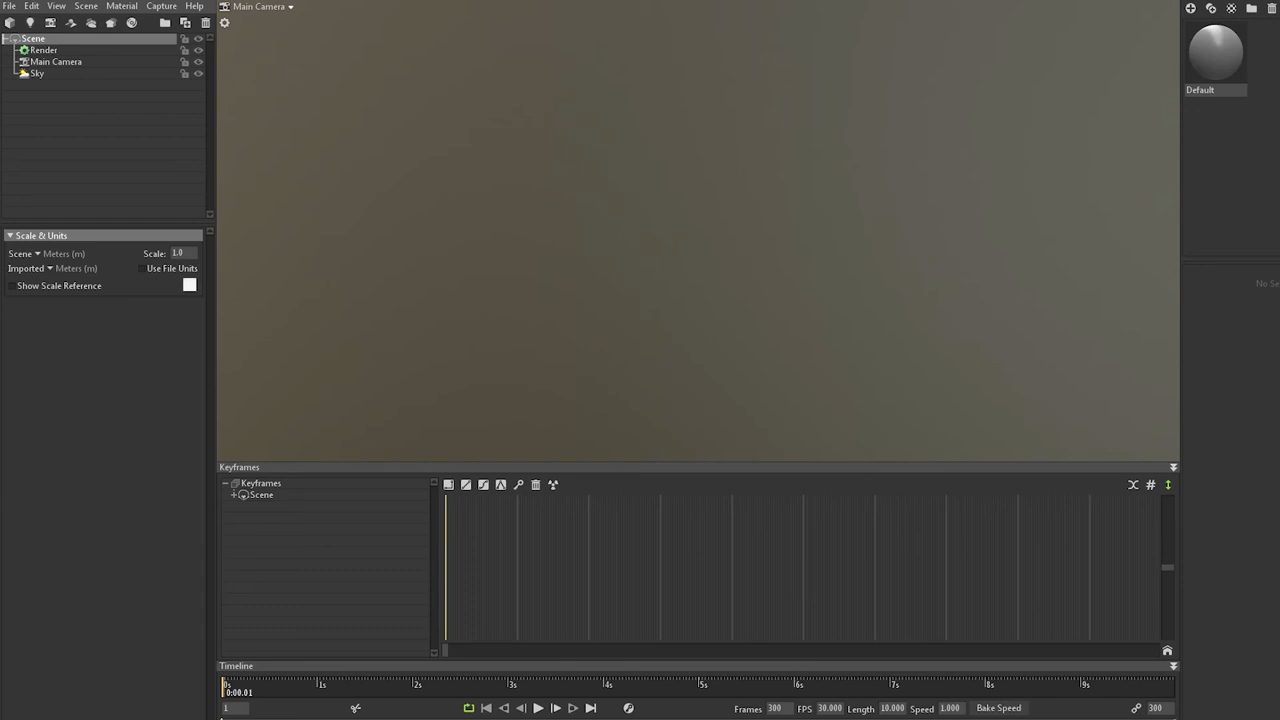 File Edit View Scene Material Capture Help
Main Camera
Scene
Render
Main Camera
Sky
Default
Scale & Units
Scene Meters (m) Scale: 1.0
Imported Meters (m) Use File Units
Show Scale Reference
Keyframes
Keyframes
Scene
Timeline
0s 1s 2s 3s 4s 5s 6s 7s 8s 9s
0:00.01
1 Frames 300 FPS 30.000 Length 10.000 Speed 1.000 Bake Speed 300